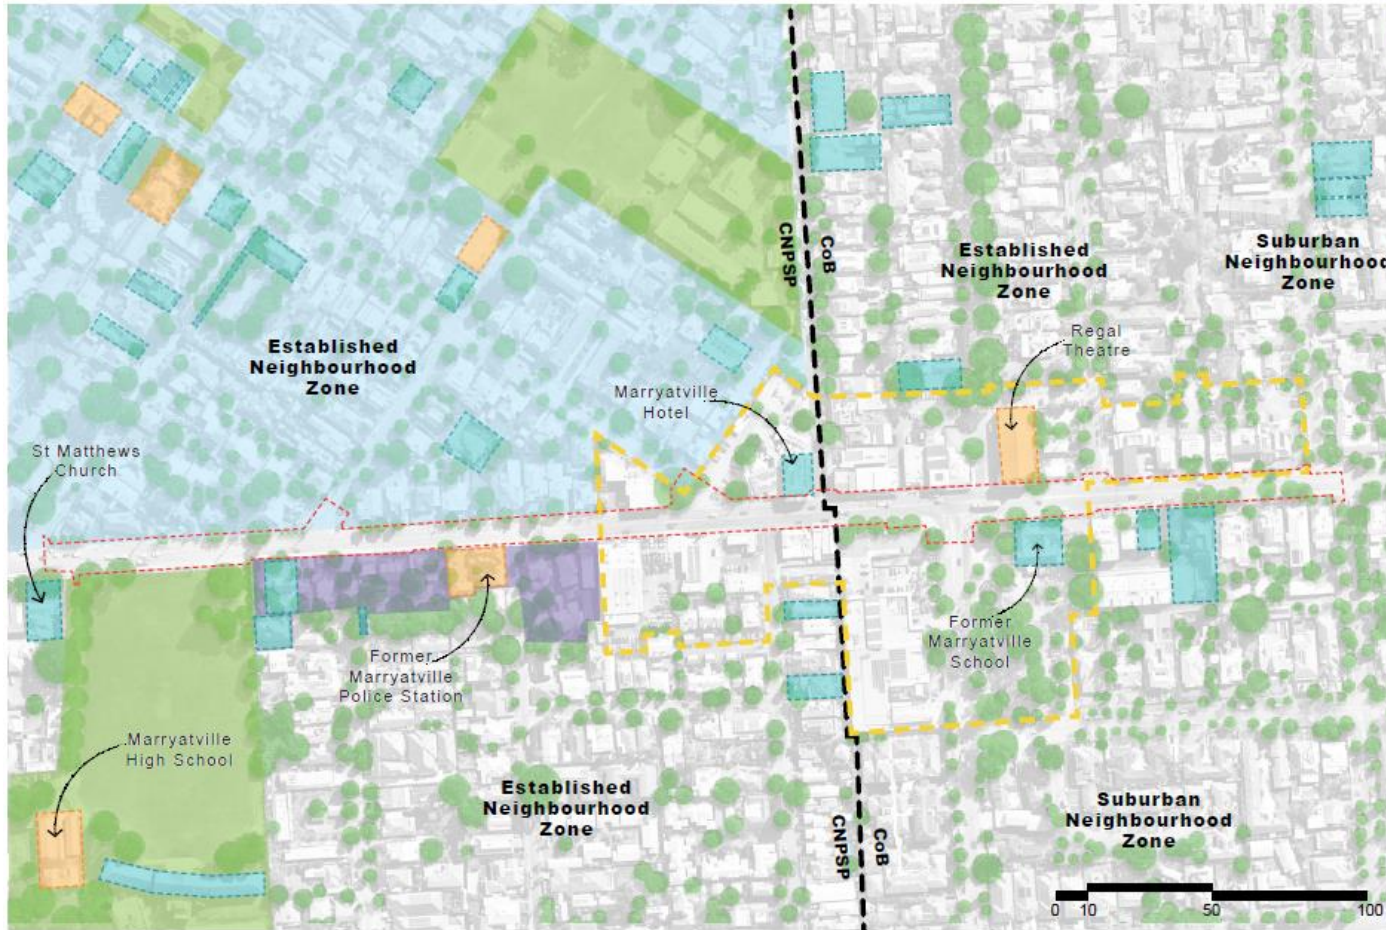 CNPSP
CoB
Established
Neighbourhood
Zone
Suburban
Neighbourhood
Zone
Regal
Theatre
Established
Neighbourhood
Zone
Marryatville
Hotel
St Matthews
Church
Former
Marryatville
Police Station
Former
Marryatville
School
Marryatville
High School
Established
Neighbourhood
Zone
Suburban
Neighbourhood
Zone
CNPSP
CoB
0 10 50 100